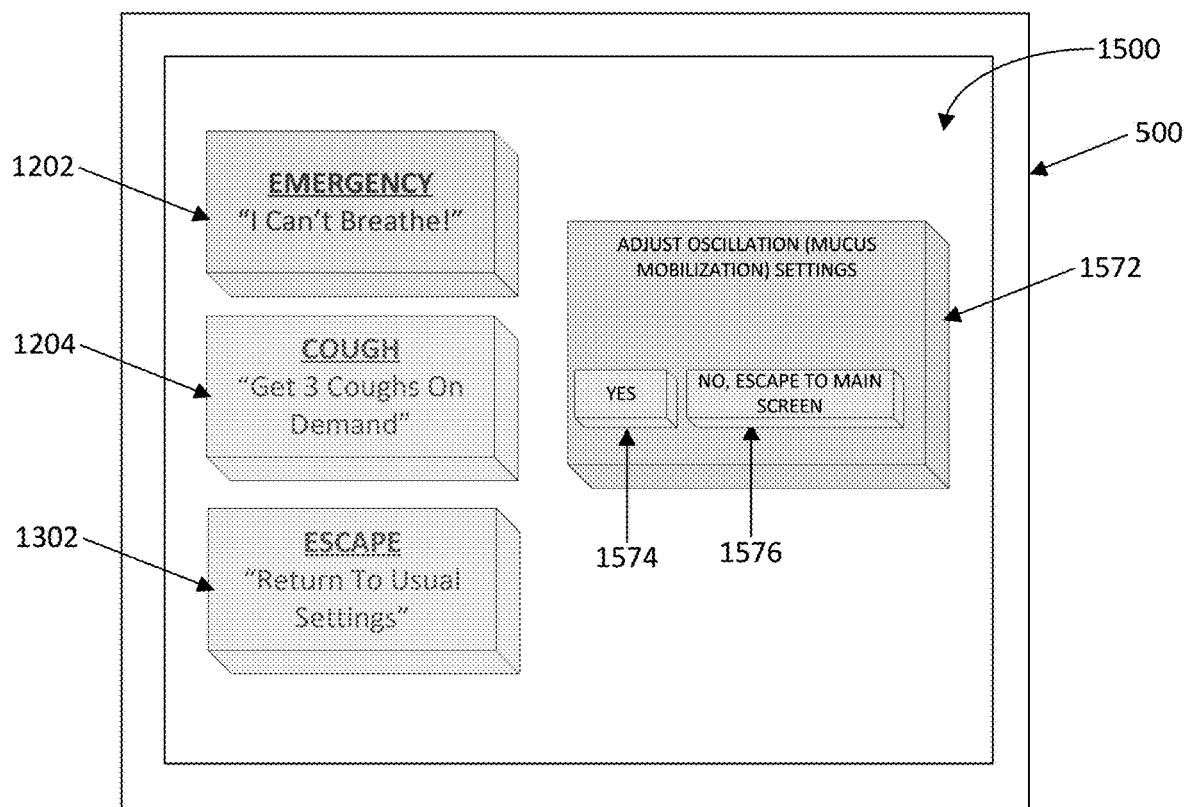 1500
500
1202
EMERGENCY
“I Can’t Breathe!”
ADJUST OSCILLATION (MUCUS
MOBILIZATION) SETTINGS
1572
1204
COUGH
“Get 3 Coughs On
Demand”
YES
NO, ESCAPE TO MAIN
SCREEN
1302
ESCAPE
“Return To Usual
Settings”
1574
1576